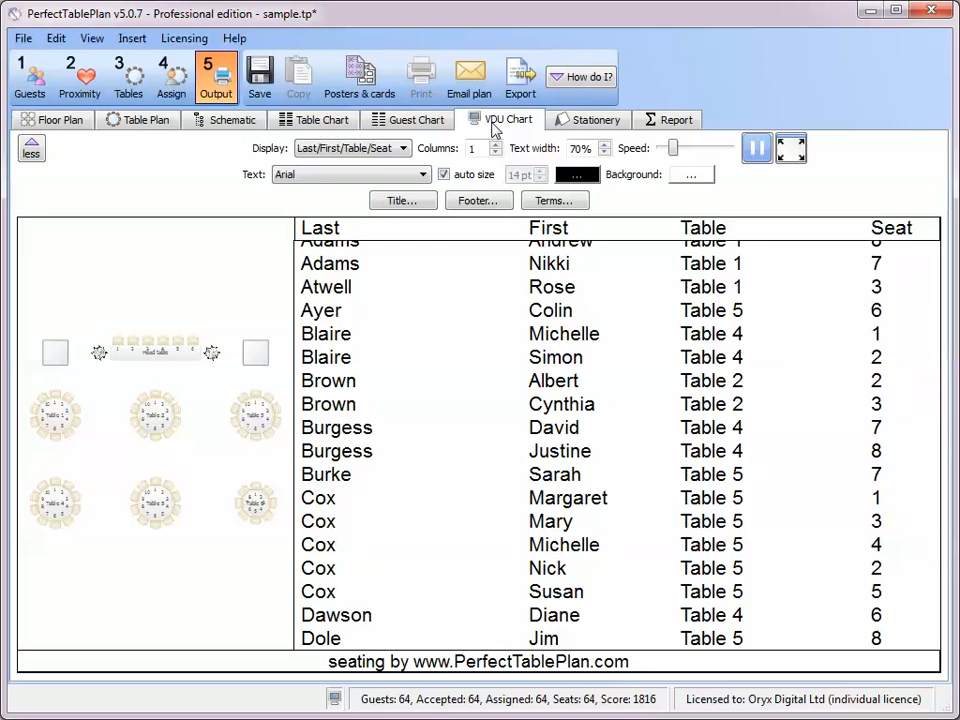 PerfectTablePlan v5.0.7 - Professional edition - sample.tp*
File Edit View Insert Licensing Help
1 2 3 4 5
Guests Proximity Tables Assign Output Save Copy Posters & cards Print Email plan Export How do I?
Floor Plan Table Plan Schematic Table Chart Guest Chart VDU Chart Stationery Report
less Display: Last/First/Table/Seat Columns: 1 Text width: 70% Speed:
Text: Arial auto size 14 pt ... Background: ...
Title... Footer... Terms...
Last First Table Seat
Adams Andrew Table 1 8
Adams Nikki Table 1 7
Atwell Rose Table 1 3
Ayer Colin Table 5 6
Blaire Michelle Table 4 1
Blaire Simon Table 4 2
Brown Albert Table 2 2
Brown Cynthia Table 2 3
Burgess David Table 4 7
Burgess Justine Table 4 8
Burke Sarah Table 5 7
Cox Margaret Table 5 1
Cox Mary Table 5 3
Cox Michelle Table 5 4
Cox Nick Table 5 2
Cox Susan Table 5 5
Dawson Diane Table 4 6
Dole Jim Table 5 8
seating by www.PerfectTablePlan.com
Guests: 64, Accepted: 64, Assigned: 64, Seats: 64, Score: 1816 Licensed to: Oryx Digital Ltd (individual licence)